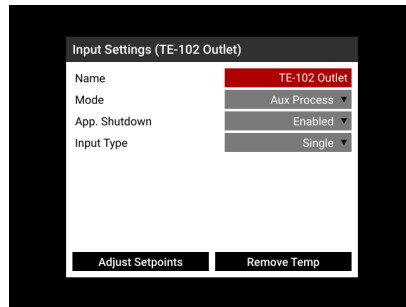 Input Settings (TE-102 Outlet)
Name TE-102 Outlet
Mode Aux Process
App. Shutdown Enabled
Input Type Single
Adjust Setpoints Remove Temp